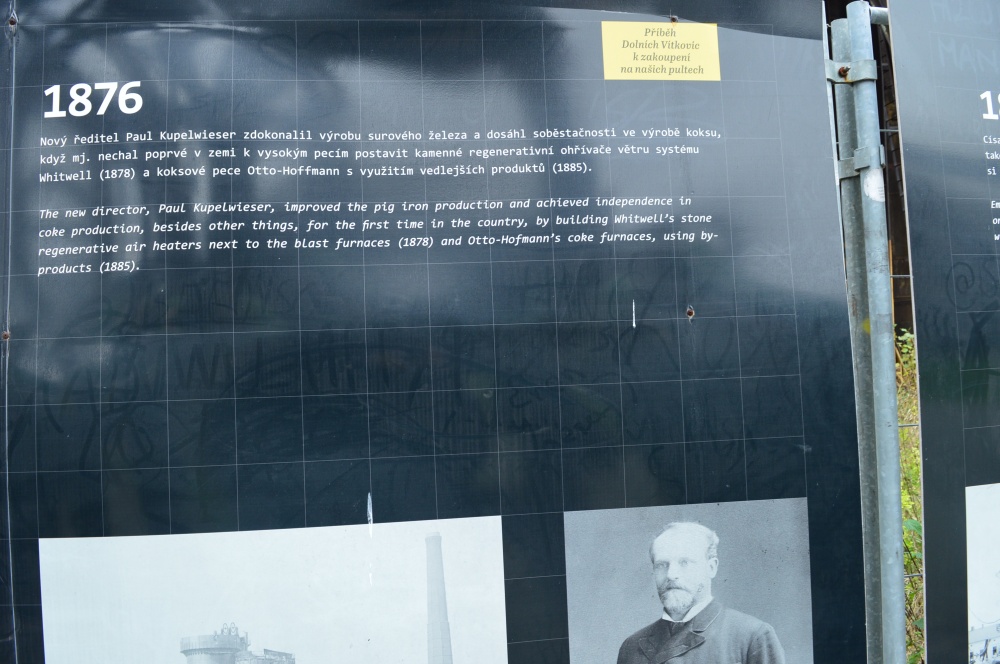 Příběh
Dolních Vítkovic
k zakoupení
na našich pultech
1876
Nový ředitel Paul Kupelwieser zdokonalil výrobu surového železa a dosáhl soběstačnosti ve výrobě koksu,
když mj. nechal poprvé v zemi k vysokým pecím postavit kamenné regenerativní ohřívače větru systému
Whitwell (1878) a koksové pece Otto-Hoffmann s využitím vedlejších produktů (1885).
The new director, Paul Kupelwieser, improved the pig iron production and achieved independence in
coke production, besides other things, for the first time in the country, by building Whitwell's stone
regenerative air heaters next to the blast furnaces (1878) and Otto-Hofmann's coke furnaces, using by-
products (1885).